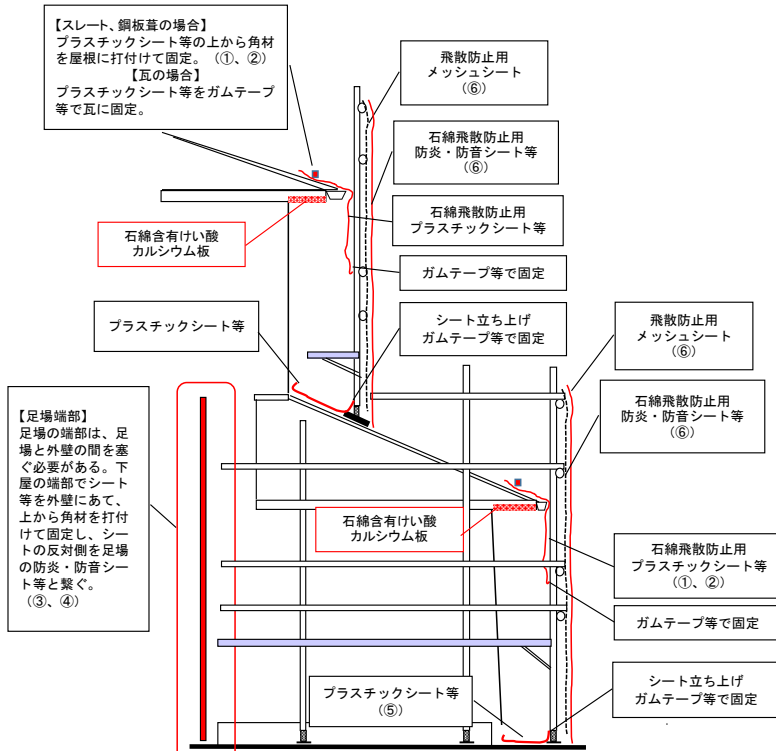 【スレート、鋼板葺の場合】
プラスチックシート等の上から角材
を屋根に打付けて固定。（①、②）
【瓦の場合】
プラスチックシート等をガムテープ
等で瓦に固定。
飛散防止用
メッシュシート
（⑥）
石綿飛散防止用
防炎・防音シート等
（⑥）
石綿含有けい酸
カルシウム板
石綿飛散防止用
プラスチックシート等
ガムテープ等で固定
プラスチックシート等
シート立ち上げ
ガムテープ等で固定
飛散防止用
メッシュシート
（⑥）
石綿飛散防止用
防炎・防音シート等
（⑥）
【足場端部】
足場の端部は、足
場と外壁の間を塞
ぐ必要がある。下
屋の端部でシート
等を外壁にあて、
上から角材を打付
けて固定し、シート
の反対側を足場
の防炎・防音シー
ト等と繋ぐ。
（③、④）
石綿含有けい酸
カルシウム板
石綿飛散防止用
プラスチックシート等
（①、②）
ガムテープ等で固定
プラスチックシート等
（⑤）
シート立ち上げ
ガムテープ等で固定